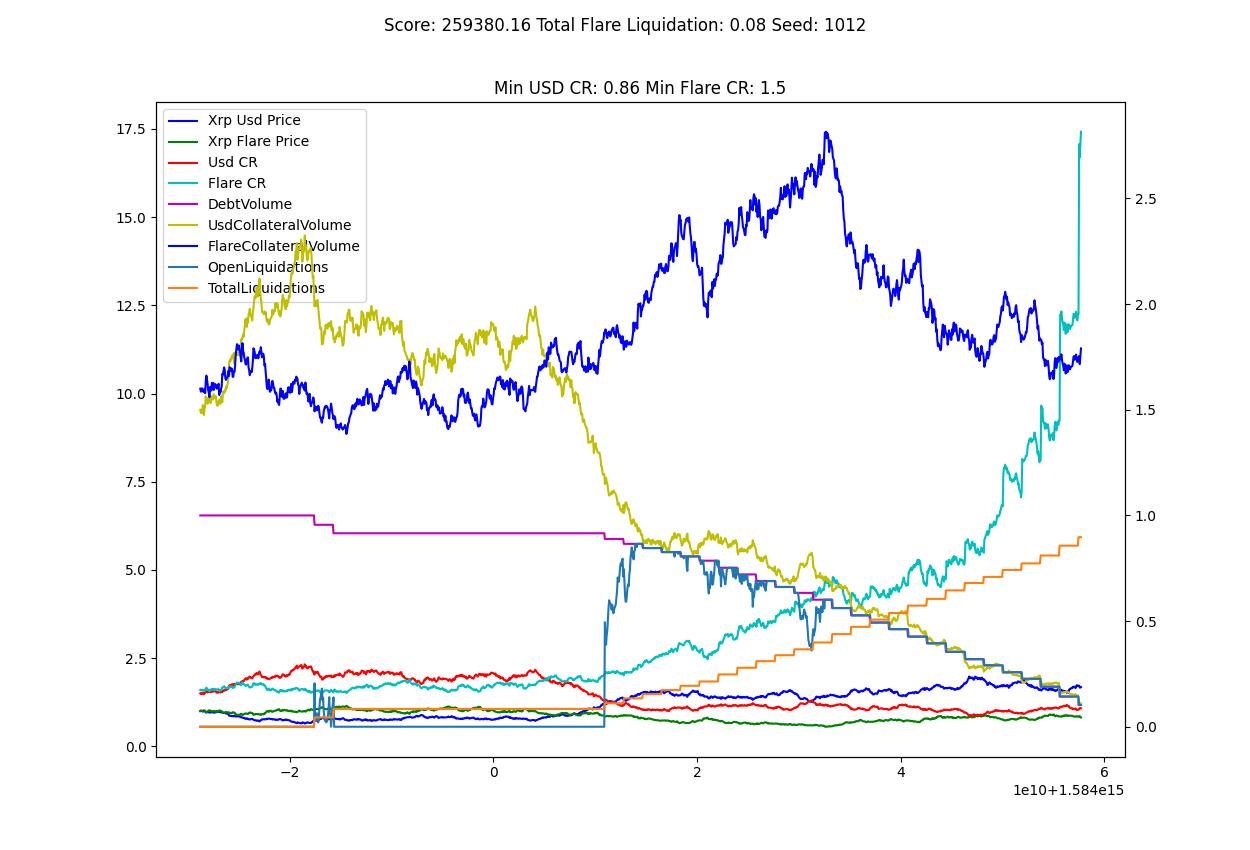 Score: 259380.16 Total Flare Liquidation: 0.08 Seed: 1012
Min USD CR: 0.86 Min Flare CR: 1.5
Xrp Usd Price
Xrp Flare Price
Usd CR
Flare CR
DebtVolume
UsdCollateralVolume
FlareCollateralVolume
OpenLiquidations
TotalLiquidations
17.5
15.0
12.5
10.0
7.5
5.0
2.5
0.0
2.5
2.0
1.5
1.0
0.5
0.0
−2
0
2
4
6
1e10+1.584e15